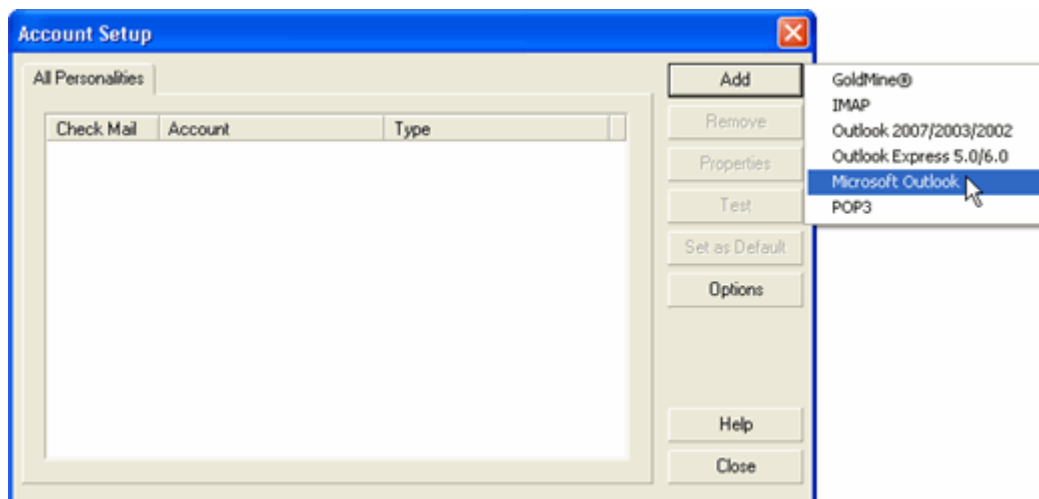 Account Setup
All Personalities
Check Mail Account Type
Add
Remove
Properties
Test
Set as Default
Options
Help
Close
GoldMine®
IMAP
Outlook 2007/2003/2002
Outlook Express 5.0/6.0
Microsoft Outlook
POP3